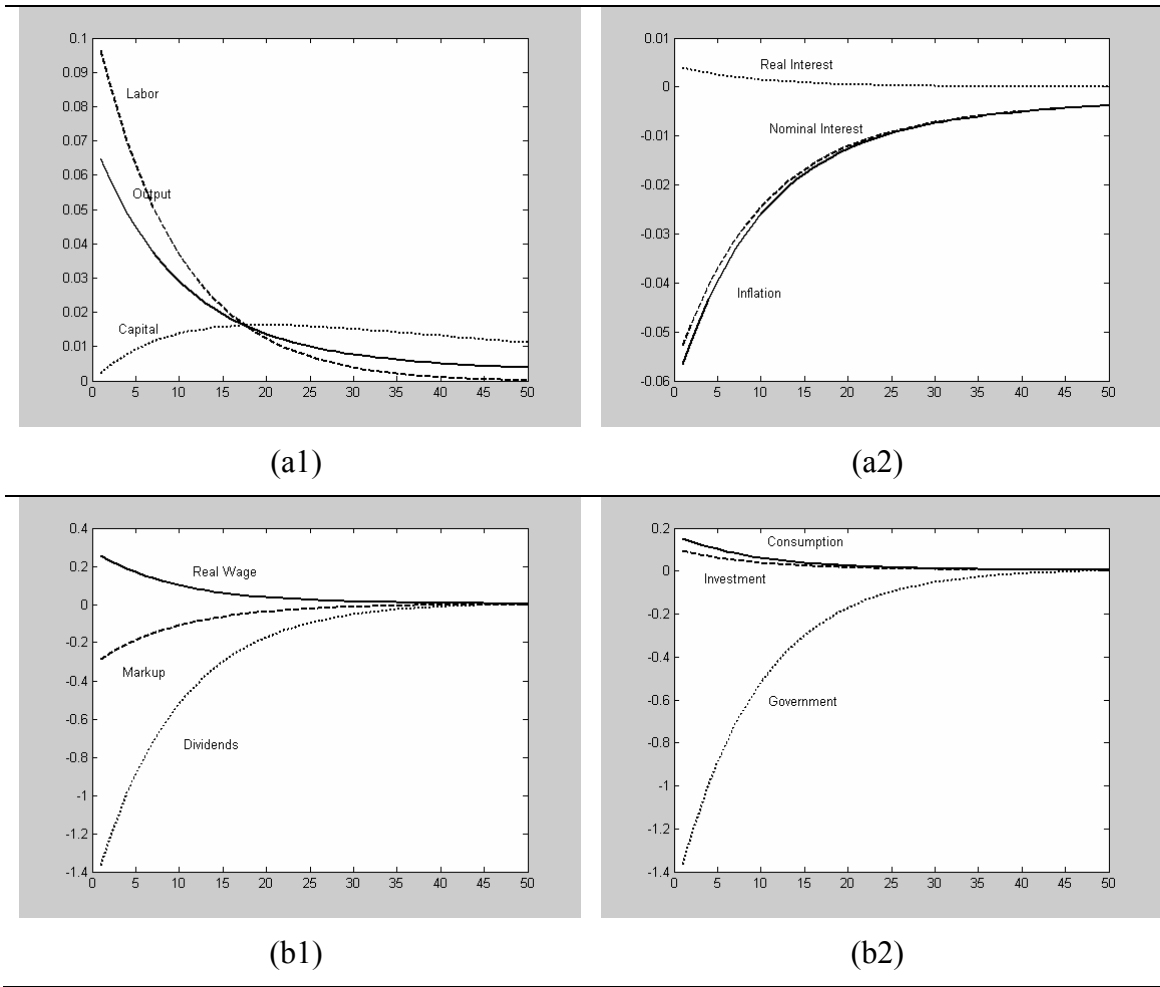 0.1
0.09
0.08
0.07
0.06
0.05
0.04
0.03
0.02
0.01
0
Labor
Output
Capital
0 5 10 15 20 25 30 35 40 45 50
(a1)
0.01
0
-0.01
-0.02
-0.03
-0.04
-0.05
-0.06
Real Interest
Nominal Interest
Inflation
0 5 10 15 20 25 30 35 40 45 50
(a2)
0.4
0.2
0
-0.2
-0.4
-0.6
-0.8
-1
-1.2
-1.4
Real Wage
Markup
Dividends
0 5 10 15 20 25 30 35 40 45 50
(b1)
0.2
0
-0.2
-0.4
-0.6
-0.8
-1
-1.2
-1.4
Consumption
Investment
Government
0 5 10 15 20 25 30 35 40 45 50
(b2)